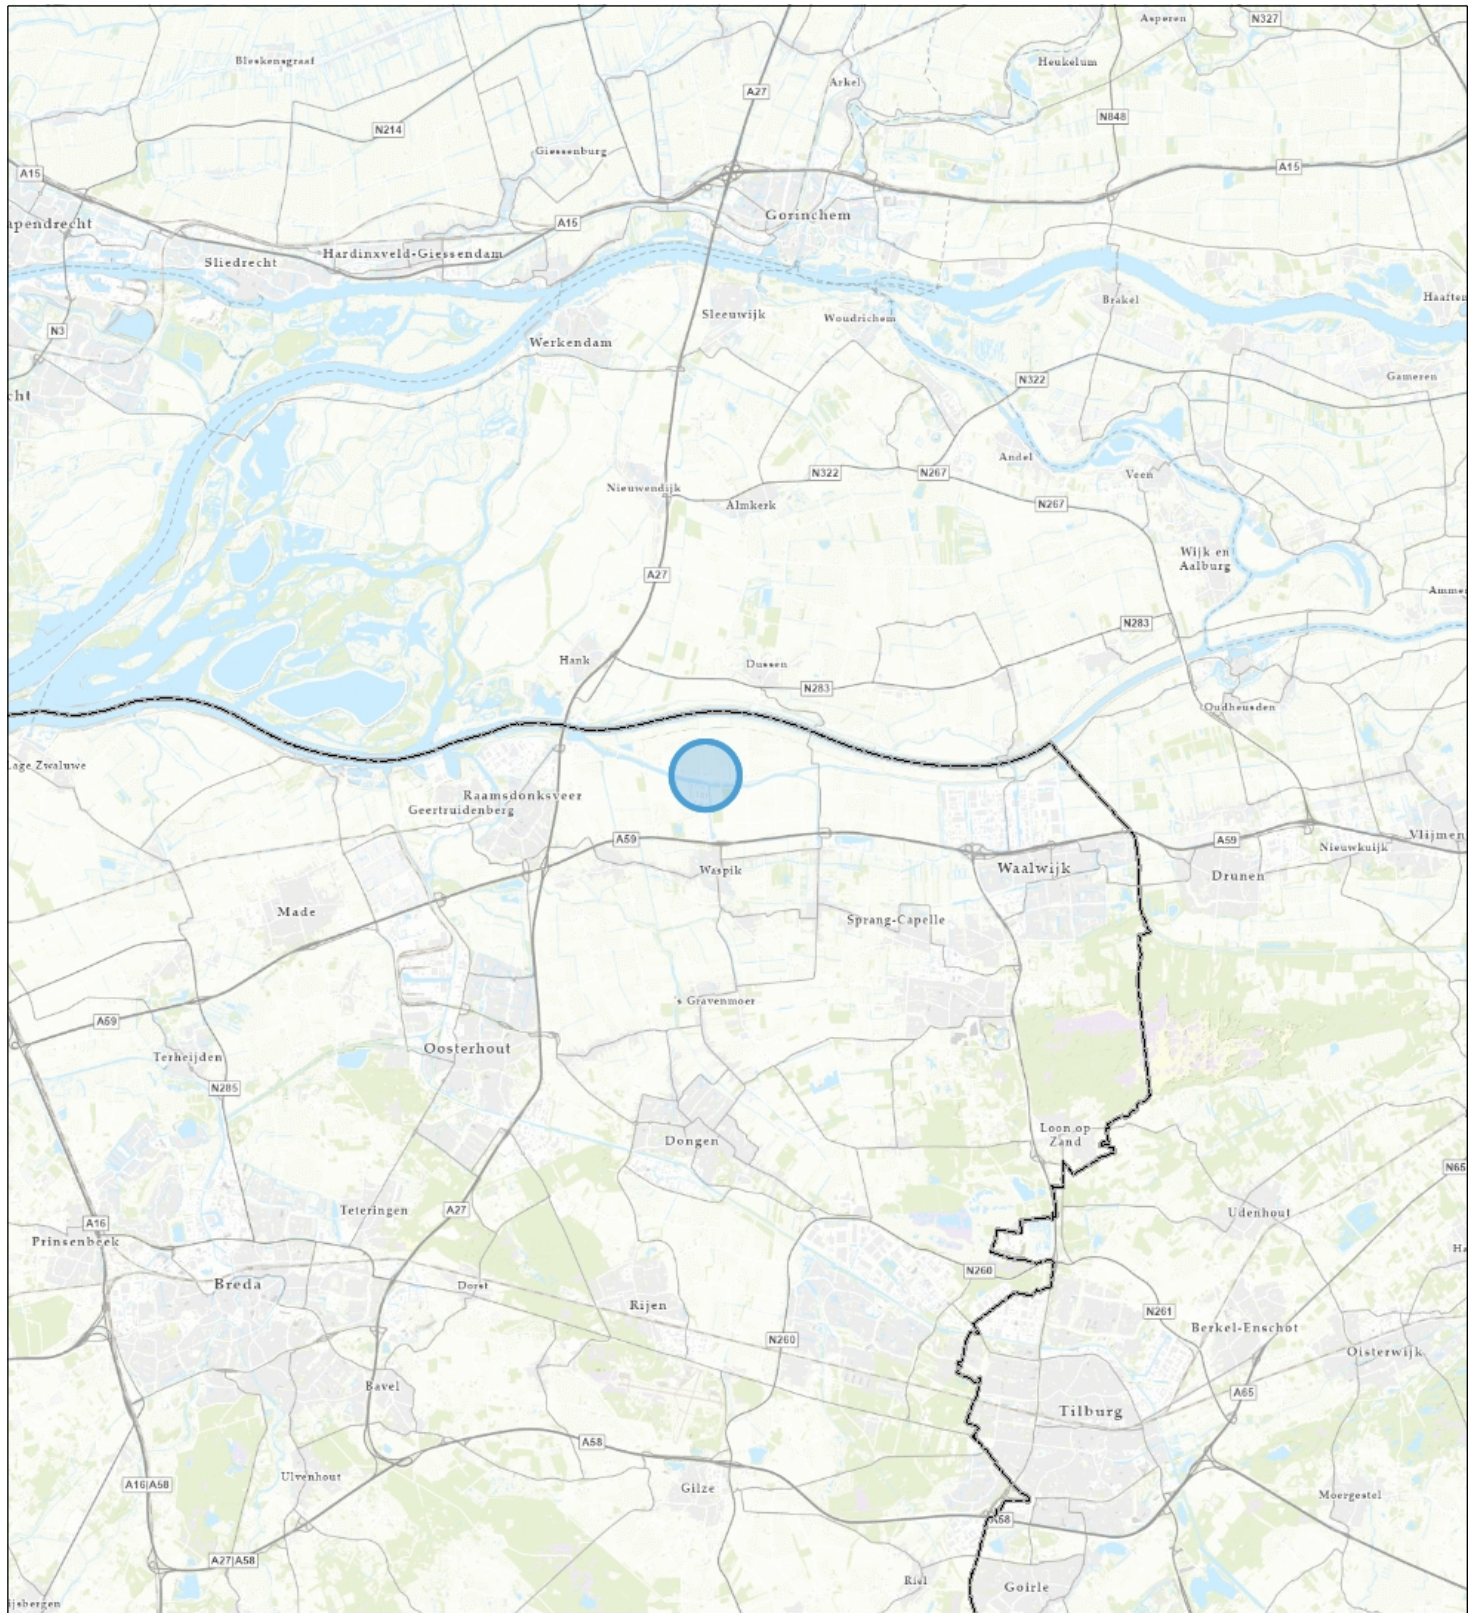 Asperen
N327
Bleskensgraaf
Heukelum
Arkel
A27
N848
N214
Giessenburg
A15
A15
Gorinchem
A15
apendrecht
Hardinxveld-Giessendam
Sliedrecht
Haaften
Brakel
Sleeuwijk
Woudrichem
N3
Werkendam
Gameren
N322
cht
Andel
N322
N267
Veen
Nieuwendijk
Almkerk
N267
Wijk en
Aalburg
A27
Amme
N283
Hank
Dussen
N283
Oudheusden
Lage Zwaluwe
Raamsdonksveer
Geertruidenberg
A59
A59
Vlijmen
Nieuwkuijk
Waspik
Waalwijk
Drunen
Made
Sprang-Capelle
's Gravenmoer
A59
Oosterhout
Terheijden
N285
Loon op
Zand
Dongen
N65
Teteringen
A27
Udenhout
A16
Prinsenbeek
Ha
N260
Breda
Dorst
Rijen
N261
Berkel-Enschot
N260
Oisterwijk
Bavel
A65
Tilburg
A58
Ulvenhout
A16|A58
Gilze
Moergestel
A58
A27|A58
Riel
Goirle
ijsbergen